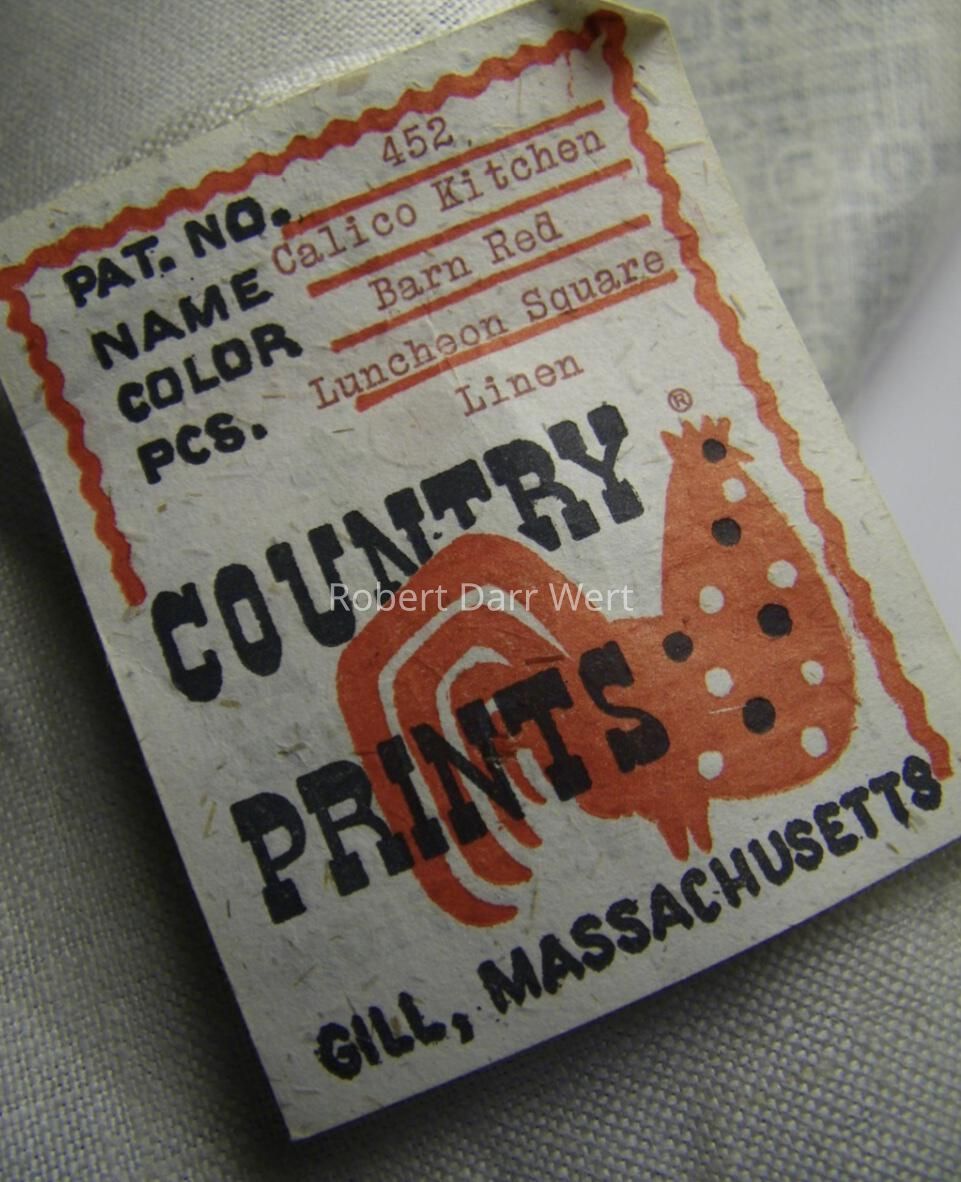 PAT. NO. 452.
NAME Calico Kitchen
COLOR Barn Red
PCS. Luncheon Square
Linen
®
COUNTRY
Robert Darr Wert
PRINTS
GILL, MASSACHUSETTS